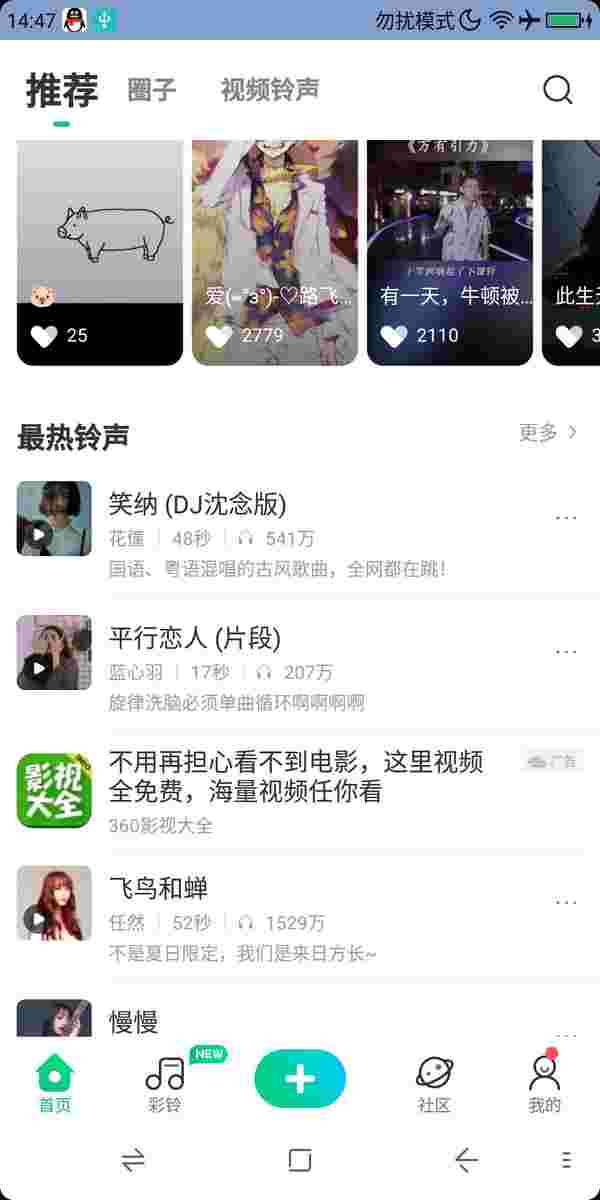 14:47
勿扰模式
推荐 圈子 视频铃声
《万有引力》
爱(=°з°)-♡路飞...
有一天，牛顿被...
25
2779
2110
最热铃声
更多
笑纳 (DJ沈念版)
花僮 48秒 541万
国语、粤语混唱的古风歌曲，全网都在跳！
平行恋人 (片段)
蓝心羽 17秒 207万
旋律洗脑必须单曲循环啊啊啊啊
影视
大全
不用再担心看不到电影，这里视频
全免费，海量视频任你看
广告
360影视大全
飞鸟和蝉
任然 52秒 1529万
不是夏日限定，我们是来日方长~
慢慢
NEW
首页 彩铃 社区 我的